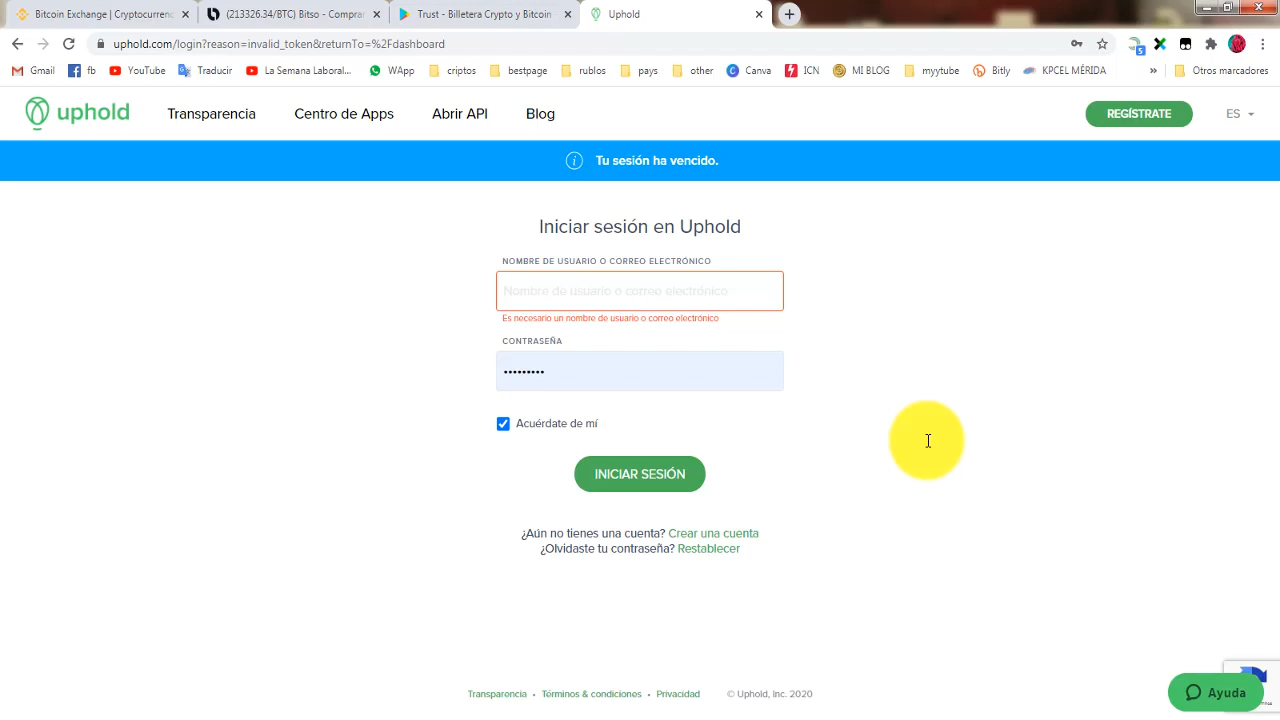 Bitcoin Exchange | Cryptocurrenc
(213326.34/BTC) Bitso - Comprar
Trust - Billetera Crypto y Bitcoin
Uphold
uphold.com/login?reason=invalid_token&returnTo=%2Fdashboard
5
Gmail
fb
YouTube
Traducir
La Semana Laboral...
WApp
criptos
bestpage
rublos
pays
other
Canva
ICN
MI BLOG
myytube
Bitly
KPCEL MÉRIDA
»
Otros marcadores
uphold
Transparencia
Centro de Apps
Abrir API
Blog
REGÍSTRATE
ES
Tu sesión ha vencido.
Iniciar sesión en Uphold
NOMBRE DE USUARIO O CORREO ELECTRÓNICO
Nombre de usuario o correo electrónico
Es necesario un nombre de usuario o correo electrónico
CONTRASEÑA
•••••••••
Acuérdate de mí
INICIAR SESIÓN
¿Aún no tienes una cuenta? Crear una cuenta
¿Olvidaste tu contraseña? Restablecer
Transparencia • Términos & condiciones • Privacidad © Uphold, Inc. 2020
Ayuda